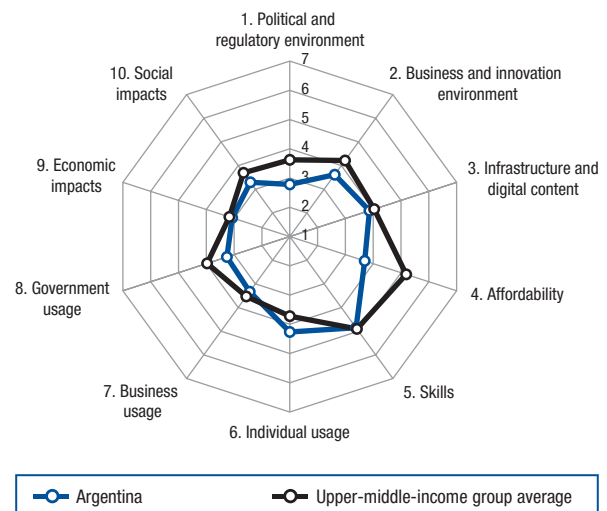 1. Political and
regulatory environment
7
10. Social
impacts
2. Business and innovation
environment
6
5
9. Economic
impacts
4
3. Infrastructure and
digital content
3
2
1
8. Government
usage
4. Affordability
7. Business
usage
5. Skills
6. Individual usage
Argentina
Upper-middle-income group average